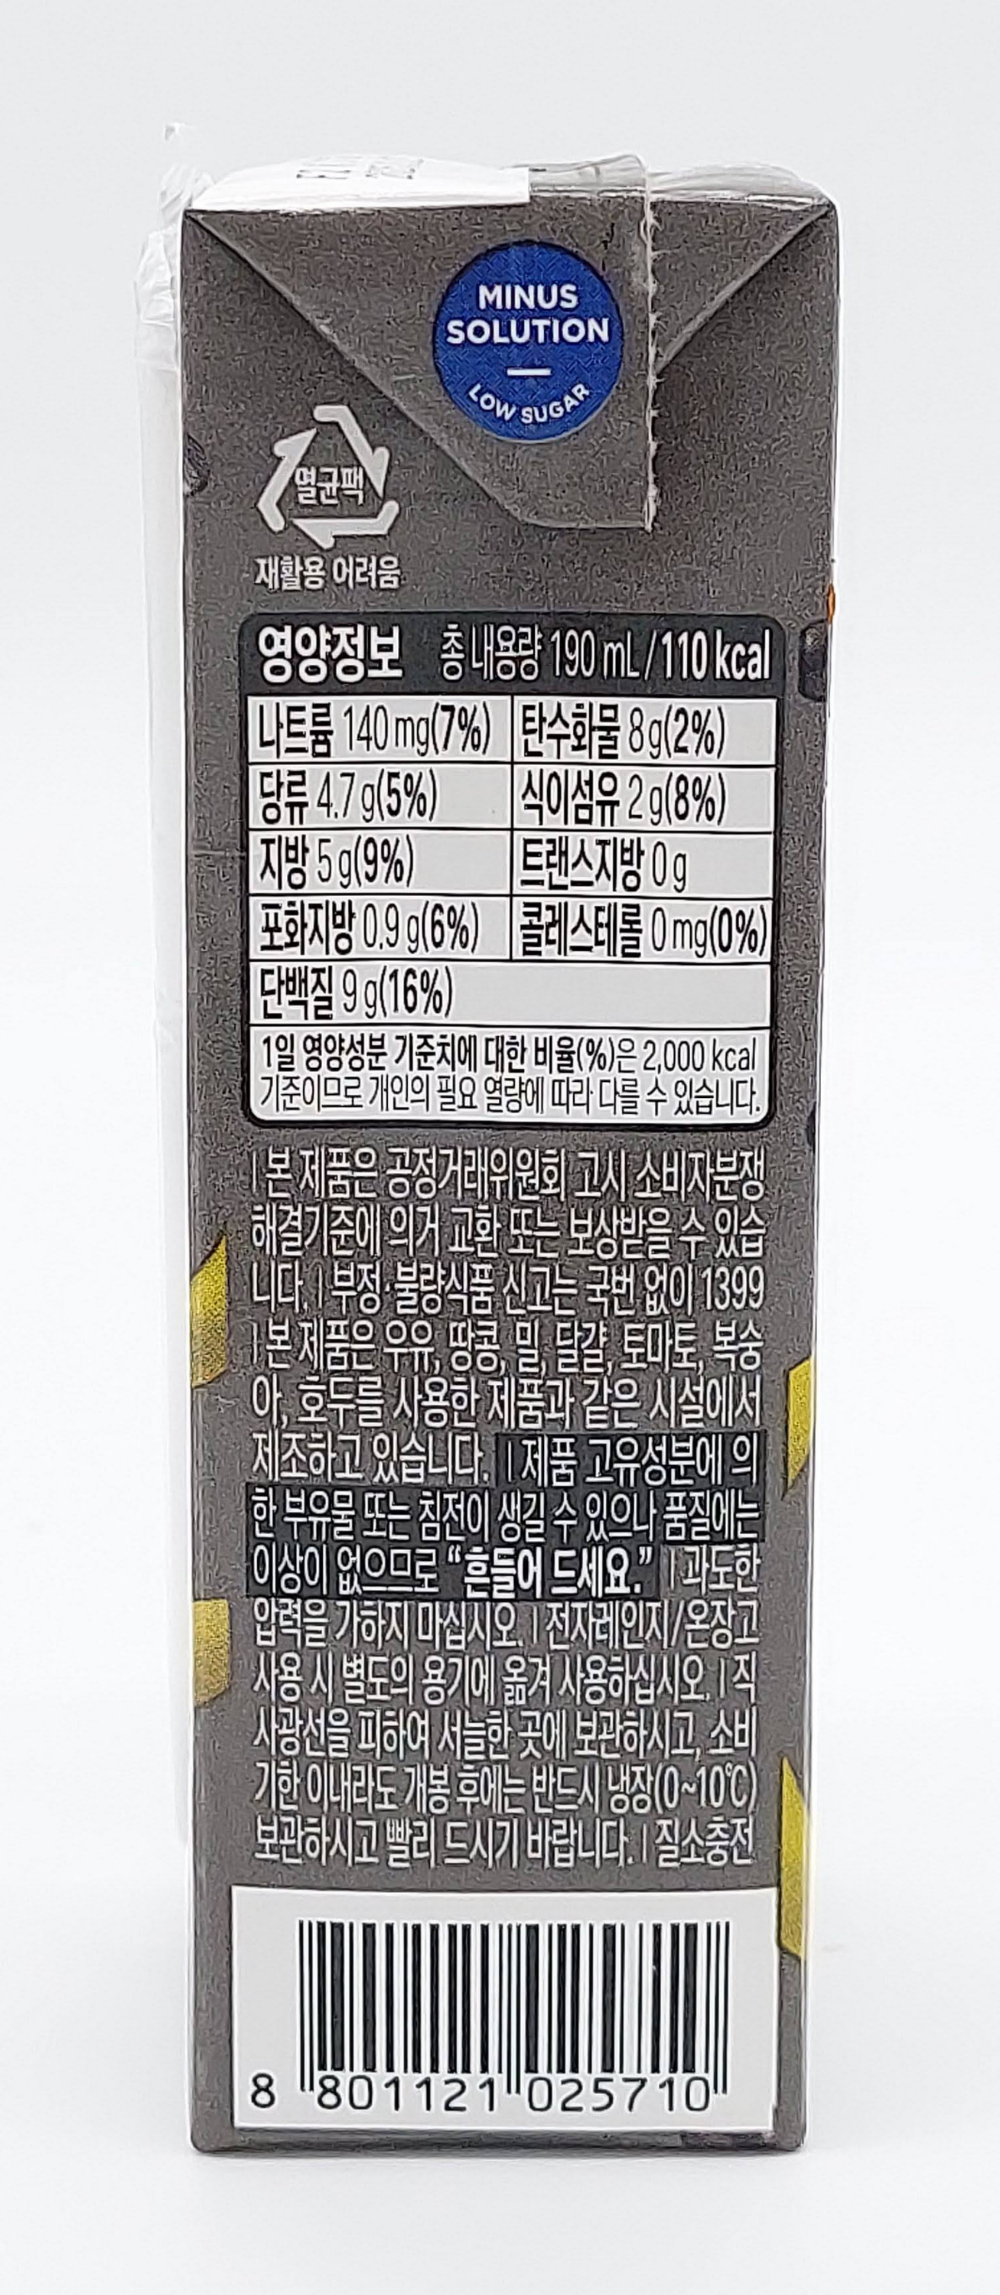 MINUS
SOLUTION
LOW SUGAR
열균팩
재활용 어려움
영양정보 총 내용량 190 mL/110 kcal
나트륨 140 mg(7%) 탄수화물 8 g(2%)
당류 4.7 g(5%) 식이섬유 2 g(8%)
지방 5 g(9%) 트랜스지방 0 g
포화지방 0.9 g(6%) 콜레스테롤 0 mg(0%)
단백질 9 g(16%)
1일 영양성분 기준치에 대한 비율(%)은 2,000 kcal
기준이므로 개인의 필요 열량에 따라 다를 수 있습니다.
| 본 제품은 공정거래위원회 고시 소비자분쟁
해결기준에 의거 교환 또는 보상받을 수 있습
니다. | 부정·불량식품 신고는 국번 없이 1399
| 본 제품은 우유, 땅콩, 밀, 달걀, 토마토, 복숭
아, 호두를 사용한 제품과 같은 시설에서
제조하고 있습니다. | 제품 고유성분에 의
한 부유물 또는 침전이 생길 수 있으나 품질에는
이상이 없으므로 “흔들어 드세요.” | 과도한
압력을 가하지 마십시오. | 전자레인지/온장고
사용 시 별도의 용기에 옮겨 사용하십시오. | 직
사광선을 피하여 서늘한 곳에 보관하시고, 소비
기한 이내라도 개봉 후에는 반드시 냉장(0~10℃)
보관하시고 빨리 드시기 바랍니다. | 질소충전
8 801121 025710